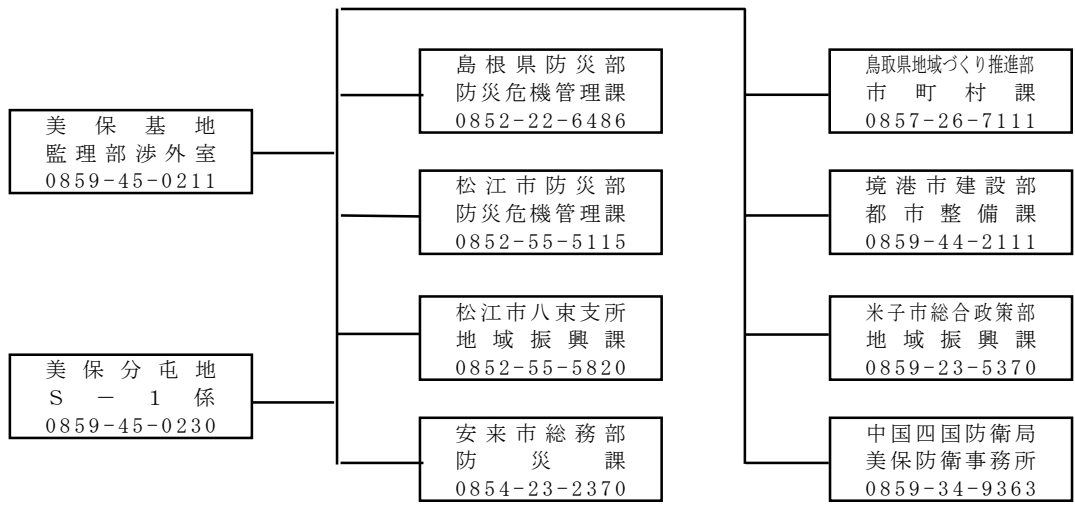 美保基地
監理部渉外室
0859-45-0211
美保分屯地
S－1係
0859-45-0230
島根県防災部
防災危機管理課
0852-22-6486
松江市防災部
防災危機管理課
0852-55-5115
松江市八束支所
地域振興課
0852-55-5820
安来市総務部
防災課
0854-23-2370
鳥取県地域づくり推進部
市町村課
0857-26-7111
境港市建設部
都市整備課
0859-44-2111
米子市総合政策部
地域振興課
0859-23-5370
中国四国防衛局
美保防衛事務所
0859-34-9363